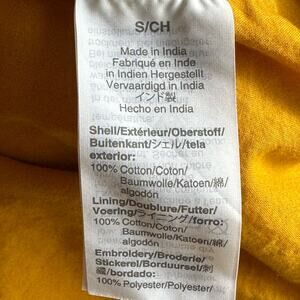 S/CH
Made in India
Fabriqué en Inde
in Indien Hergestellt
Vervaardigd in India
インド製
Hecho en India
Shell/Extérieur/Oberstoff/
Buitenkant/シェル/tela
exterior:
100% Cotton/Coton/
Baumwolle/Katoen/綿/
algodón
Lining/Doublure/Futter/
Voering/ライニング/forro:
100% Cotton/Coton/
Baumwolle/Katoen/綿/
algodón
Embroidery/Broderie/
Stickerei/Borduursel/刺
繍/bordado:
100% Polyester/Polyester/